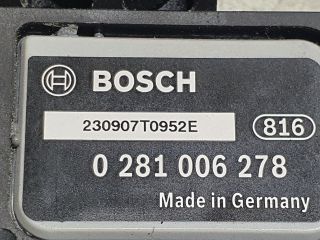 BOSCH
230907T0952E
816
0 281 006 278
Made in Germany